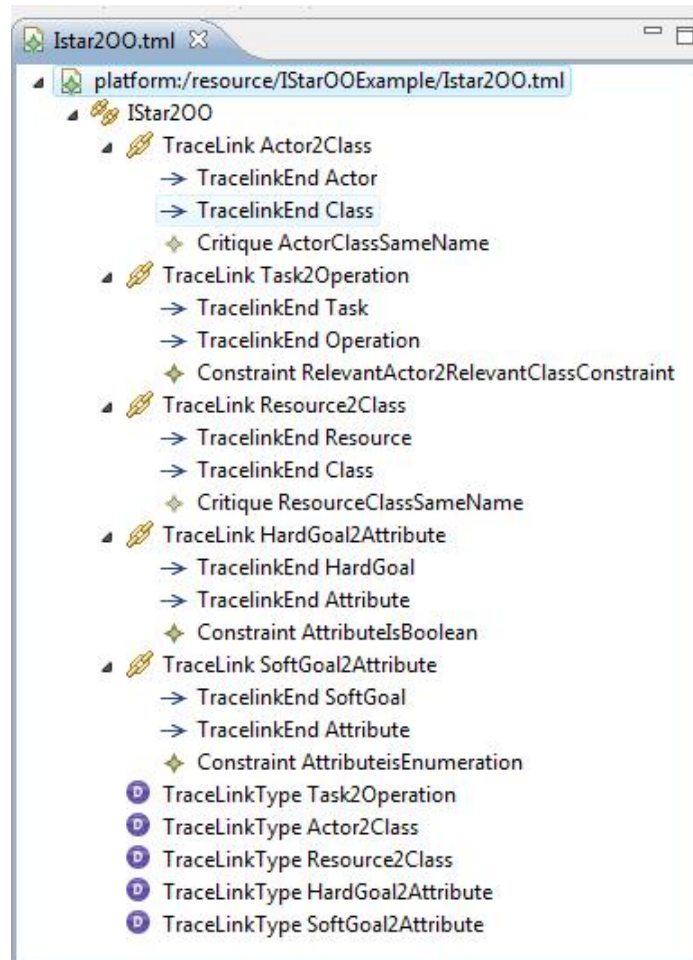 Istar2OO.tml
platform:/resource/IStarOOExample/Istar2OO.tml
IStar2OO
TraceLink Actor2Class
TracelinkEnd Actor
TracelinkEnd Class
Critique ActorClassSameName
TraceLink Task2Operation
TracelinkEnd Task
TracelinkEnd Operation
Constraint RelevantActor2RelevantClassConstraint
TraceLink Resource2Class
TracelinkEnd Resource
TracelinkEnd Class
Critique ResourceClassSameName
TraceLink HardGoal2Attribute
TracelinkEnd HardGoal
TracelinkEnd Attribute
Constraint AttributeIsBoolean
TraceLink SoftGoal2Attribute
TracelinkEnd SoftGoal
TracelinkEnd Attribute
Constraint AttributeisEnumeration
D TraceLinkType Task2Operation
D TraceLinkType Actor2Class
D TraceLinkType Resource2Class
D TraceLinkType HardGoal2Attribute
D TraceLinkType SoftGoal2Attribute